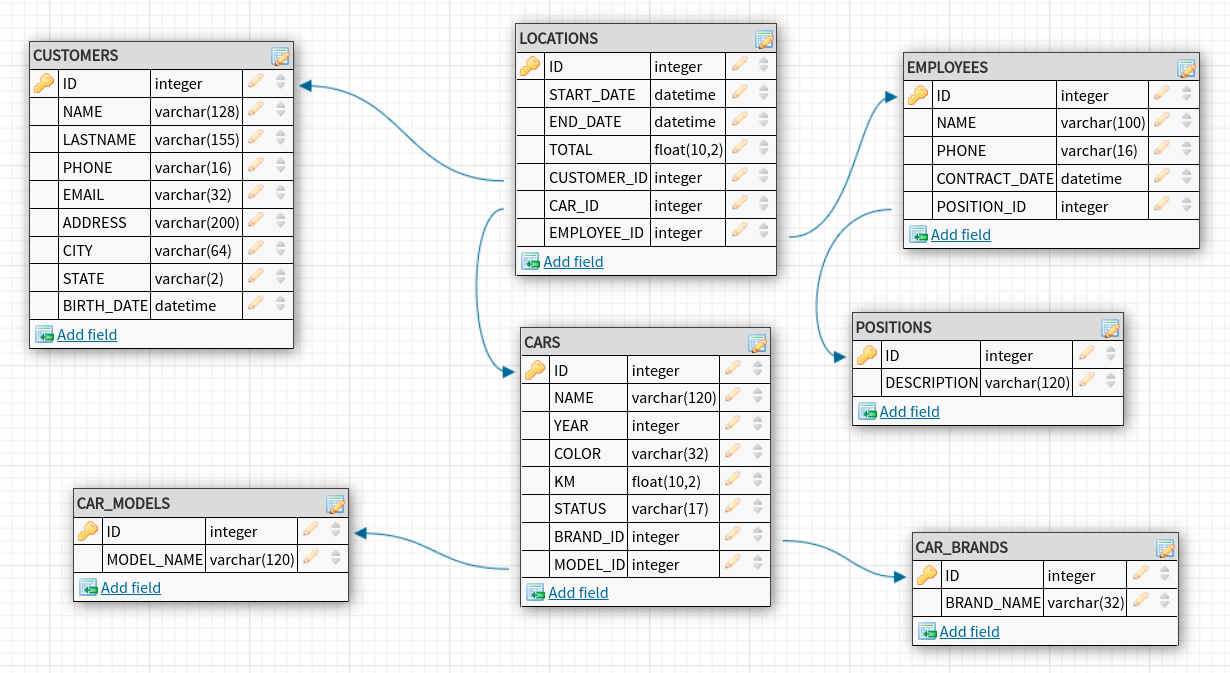 CUSTOMERS
ID integer
NAME varchar(128)
LASTNAME varchar(155)
PHONE varchar(16)
EMAIL varchar(32)
ADDRESS varchar(200)
CITY varchar(64)
STATE varchar(2)
BIRTH_DATE datetime
Add field
LOCATIONS
ID integer
START_DATE datetime
END_DATE datetime
TOTAL float(10,2)
CUSTOMER_ID integer
CAR_ID integer
EMPLOYEE_ID integer
Add field
EMPLOYEES
ID integer
NAME varchar(100)
PHONE varchar(16)
CONTRACT_DATE datetime
POSITION_ID integer
Add field
CARS
ID integer
NAME varchar(120)
YEAR integer
COLOR varchar(32)
KM float(10,2)
STATUS varchar(17)
BRAND_ID integer
MODEL_ID integer
Add field
POSITIONS
ID integer
DESCRIPTION varchar(120)
Add field
CAR_MODELS
ID integer
MODEL_NAME varchar(120)
Add field
CAR_BRANDS
ID integer
BRAND_NAME varchar(32)
Add field